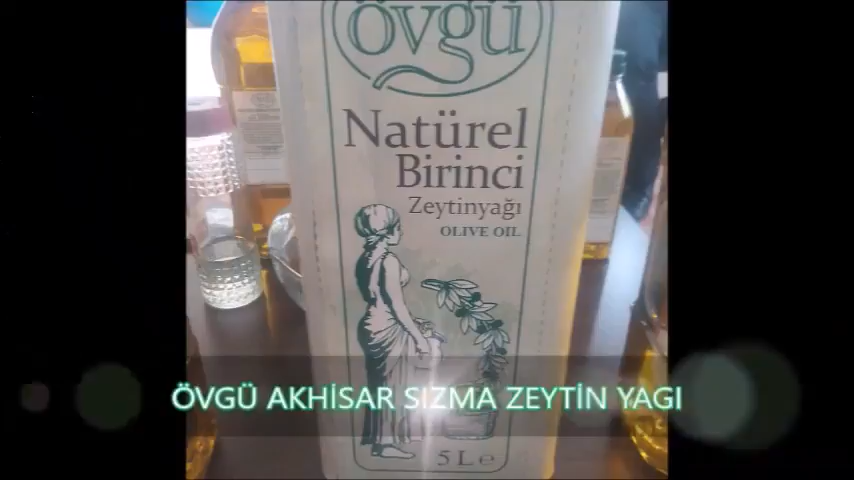 övgü
Natürel
Birinci
Zeytinyağı
OLIVE OIL
ÖVGÜ AKHİSAR SIZMA ZEYTİN YAGI
5 L e